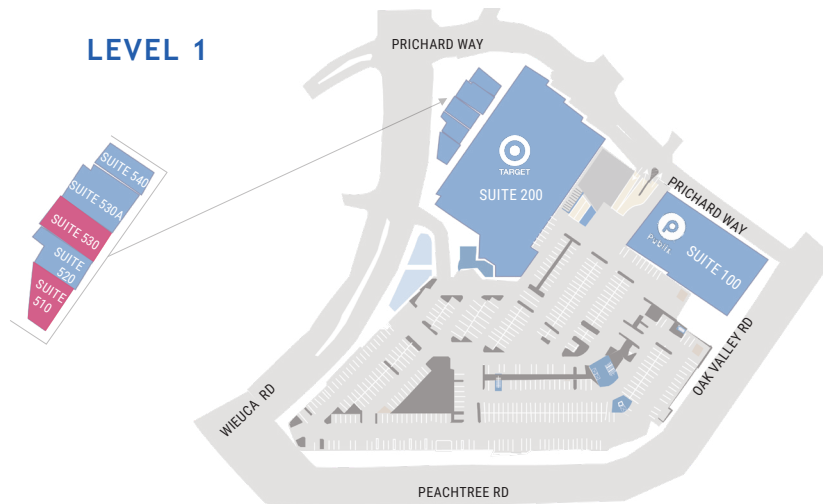 LEVEL 1
PRICHARD WAY
SUITE 540
SUITE 530A
SUITE 530
SUITE
520
SUITE
510
TARGET
SUITE 200
PRICHARD WAY
Publix
SUITE 100
OAK VALLEY RD
WIEUCA RD
PEACHTREE RD